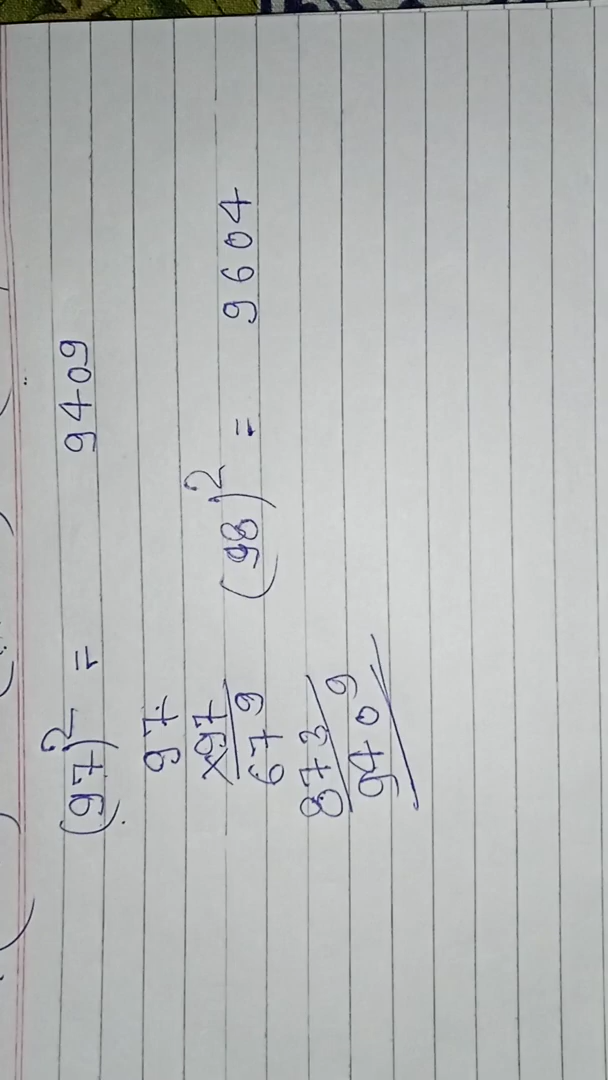 (97)² = 9409
97
×97
679
873
9409
(98)² = 9604